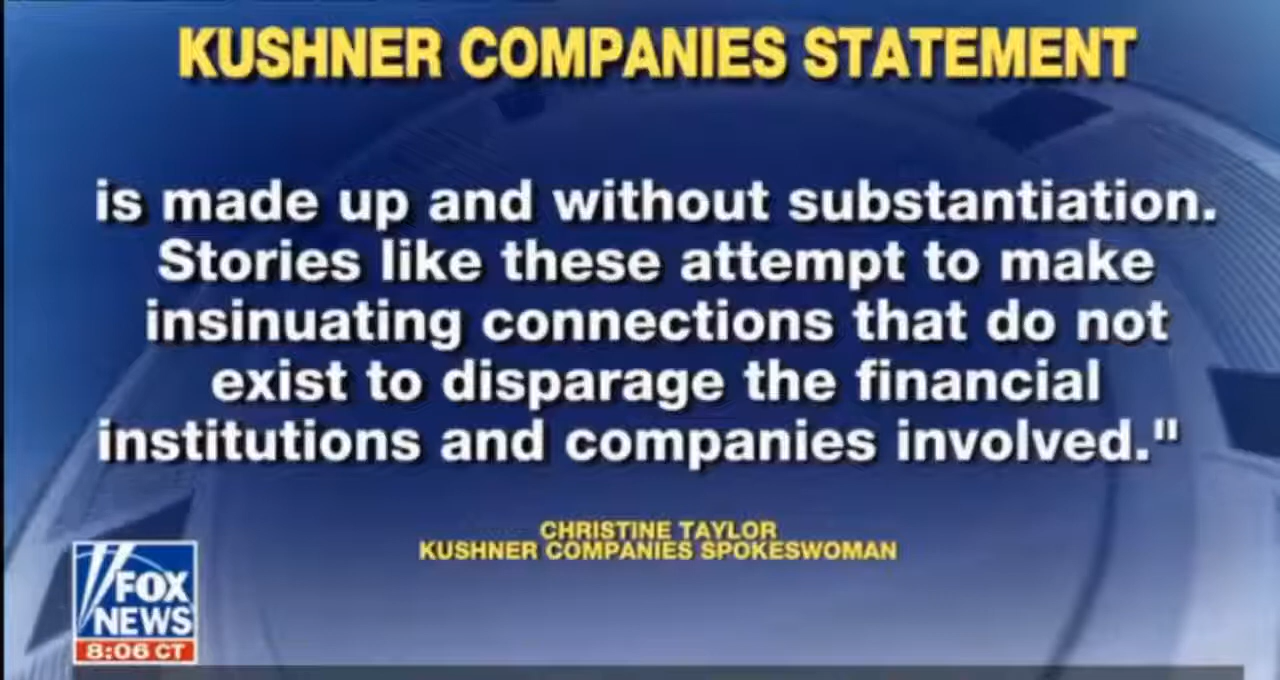 KUSHNER COMPANIES STATEMENT
is made up and without substantiation.
Stories like these attempt to make
insinuating connections that do not
exist to disparage the financial
institutions and companies involved."
CHRISTINE TAYLOR
KUSHNER COMPANIES SPOKESWOMAN
FOX
NEWS
8:06 CT